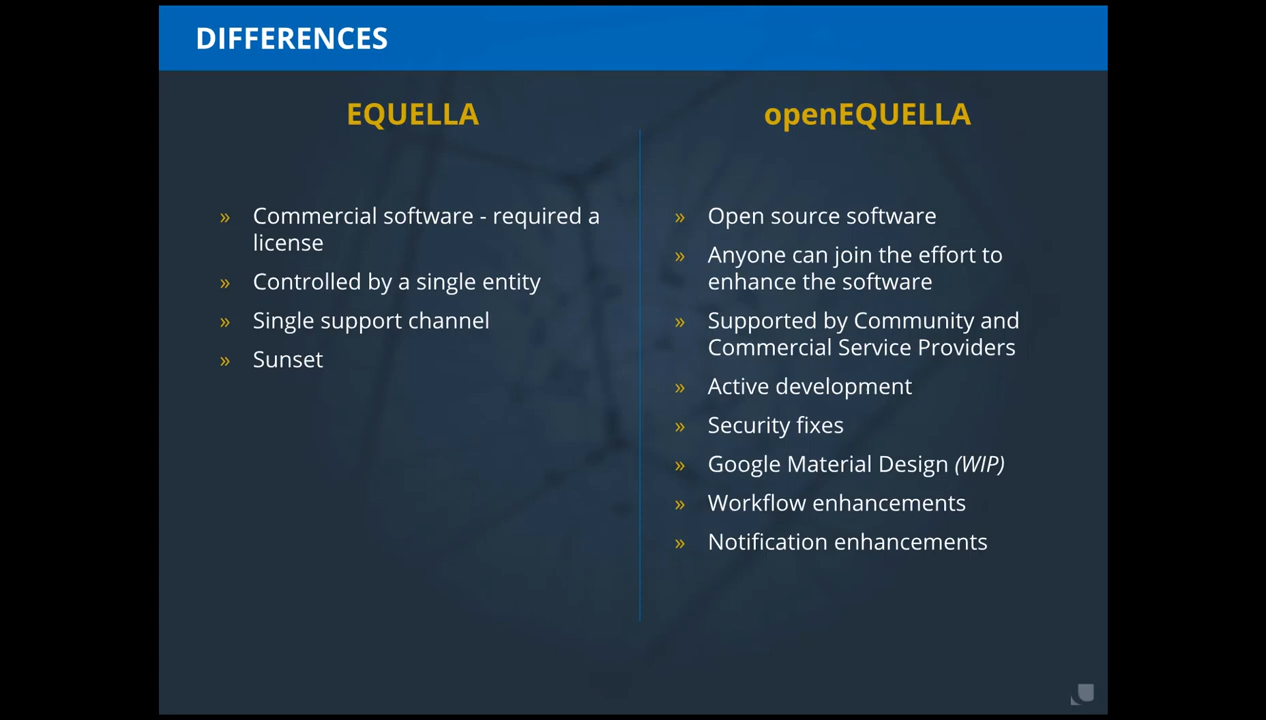 DIFFERENCES
EQUELLA
» Commercial software - required a
license
» Controlled by a single entity
» Single support channel
» Sunset
openEQUELLA
» Open source software
» Anyone can join the effort to
enhance the software
» Supported by Community and
Commercial Service Providers
» Active development
» Security fixes
» Google Material Design (WIP)
» Workflow enhancements
» Notification enhancements